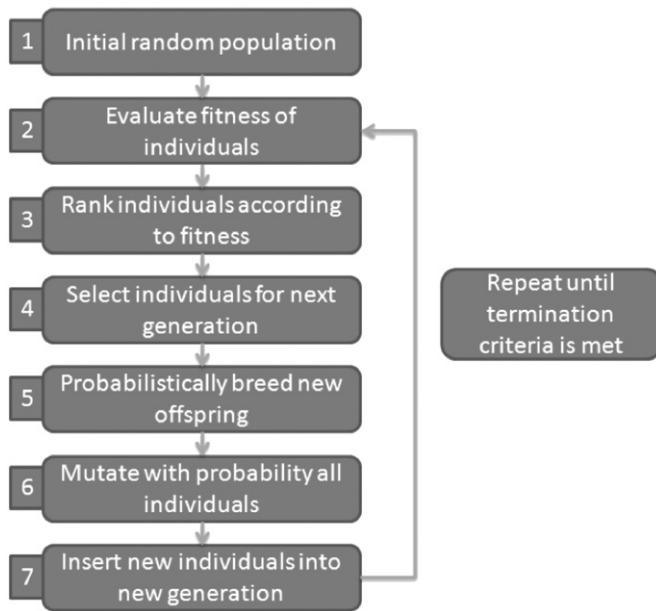 1
Initial random population
2
Evaluate fitness of
individuals
3
Rank individuals according
to fitness
4
Select individuals for next
generation
5
Probabilistically breed new
offspring
6
Mutate with probability all
individuals
7
Insert new individuals into
new generation
Repeat until
termination
criteria is met